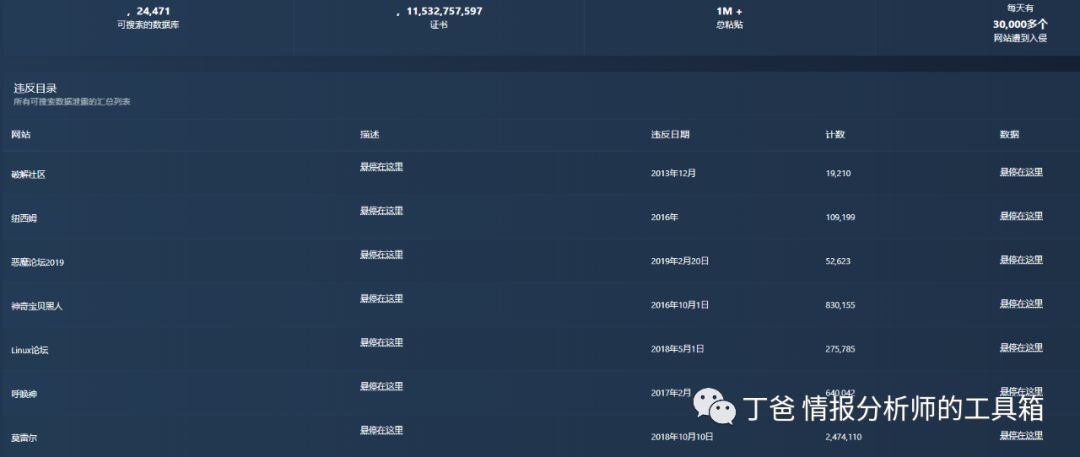 每天有
，24,471
，11,532,757,597
1M +
30,000多个
可搜索的数据库
证书
总粘贴
网站遭到入侵
违反目录
所有可搜索数据泄露的汇总列表
网站 描述 违反日期 计数 数据
破解社区 悬停在这里 2013年12月 19,210 悬停在这里
纽西姆 悬停在这里 2016年 109,199 悬停在这里
恶魔论坛2019 悬停在这里 2019年2月20日 52,623 悬停在这里
神奇宝贝黑人 悬停在这里 2016年10月1日 830,155 悬停在这里
Linux论坛 悬停在这里 2018年5月1日 275,785 悬停在这里
呼唤神 悬停在这里 2017年2月 640,042 悬停在这里
丁爸 情报分析师的工具箱
莫雷尔 悬停在这里 2018年10月10日 2,474,110 悬停在这里